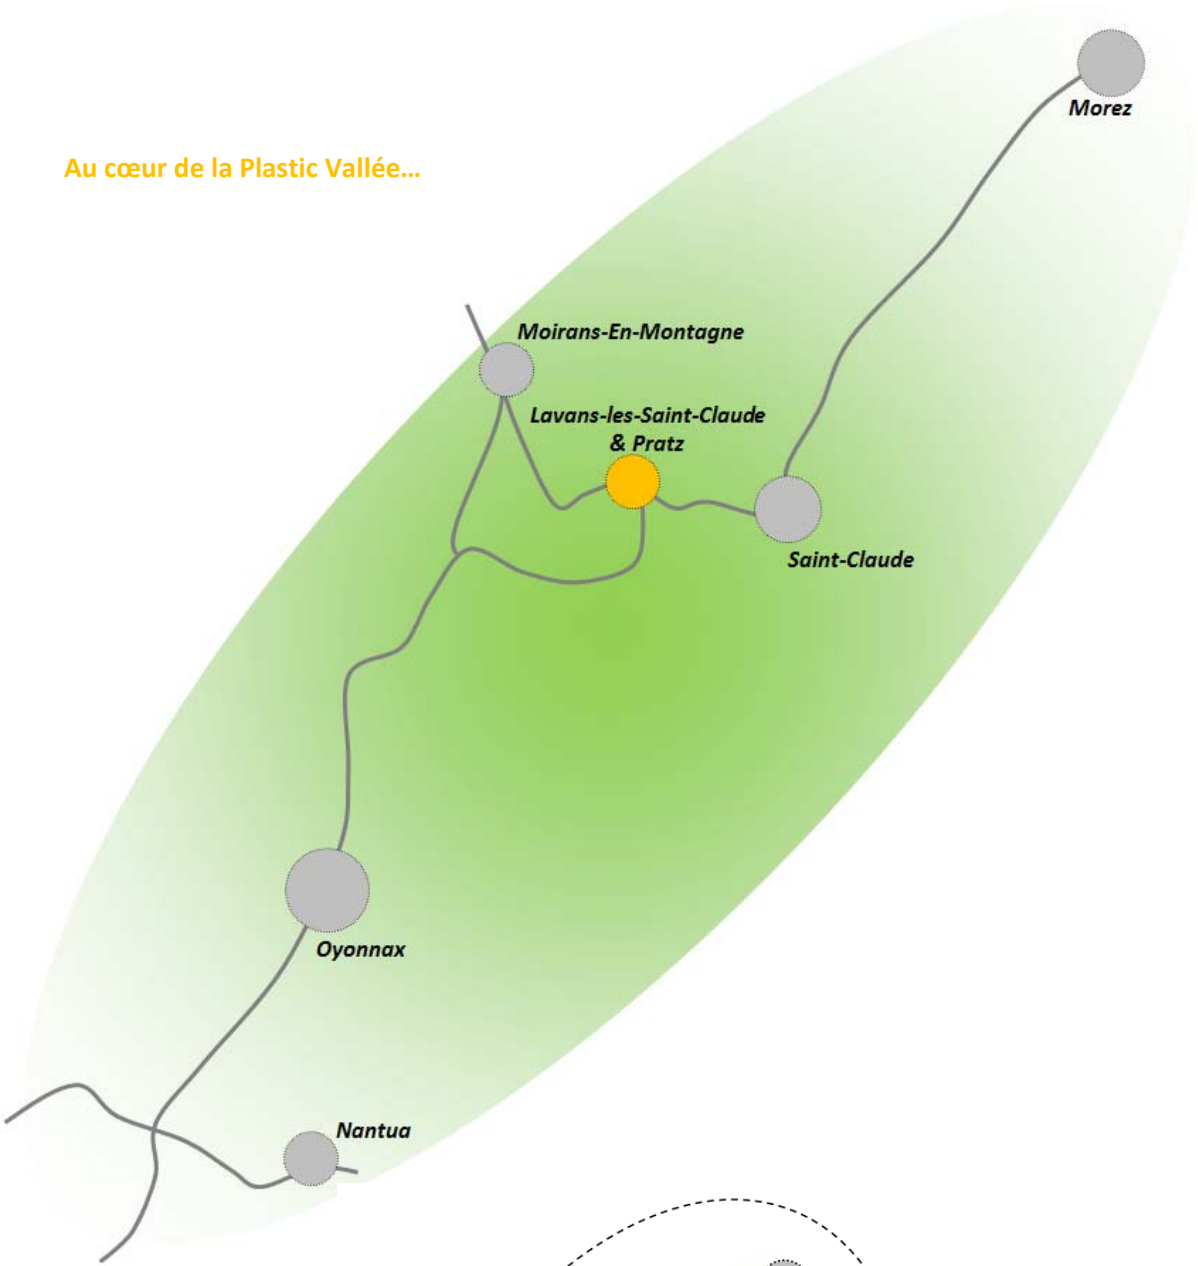 Morez
Au cœur de la Plastic Vallée...
Moirans-En-Montagne
Lavans-les-Saint-Claude
& Pratz
Saint-Claude
Oyonnax
Nantua